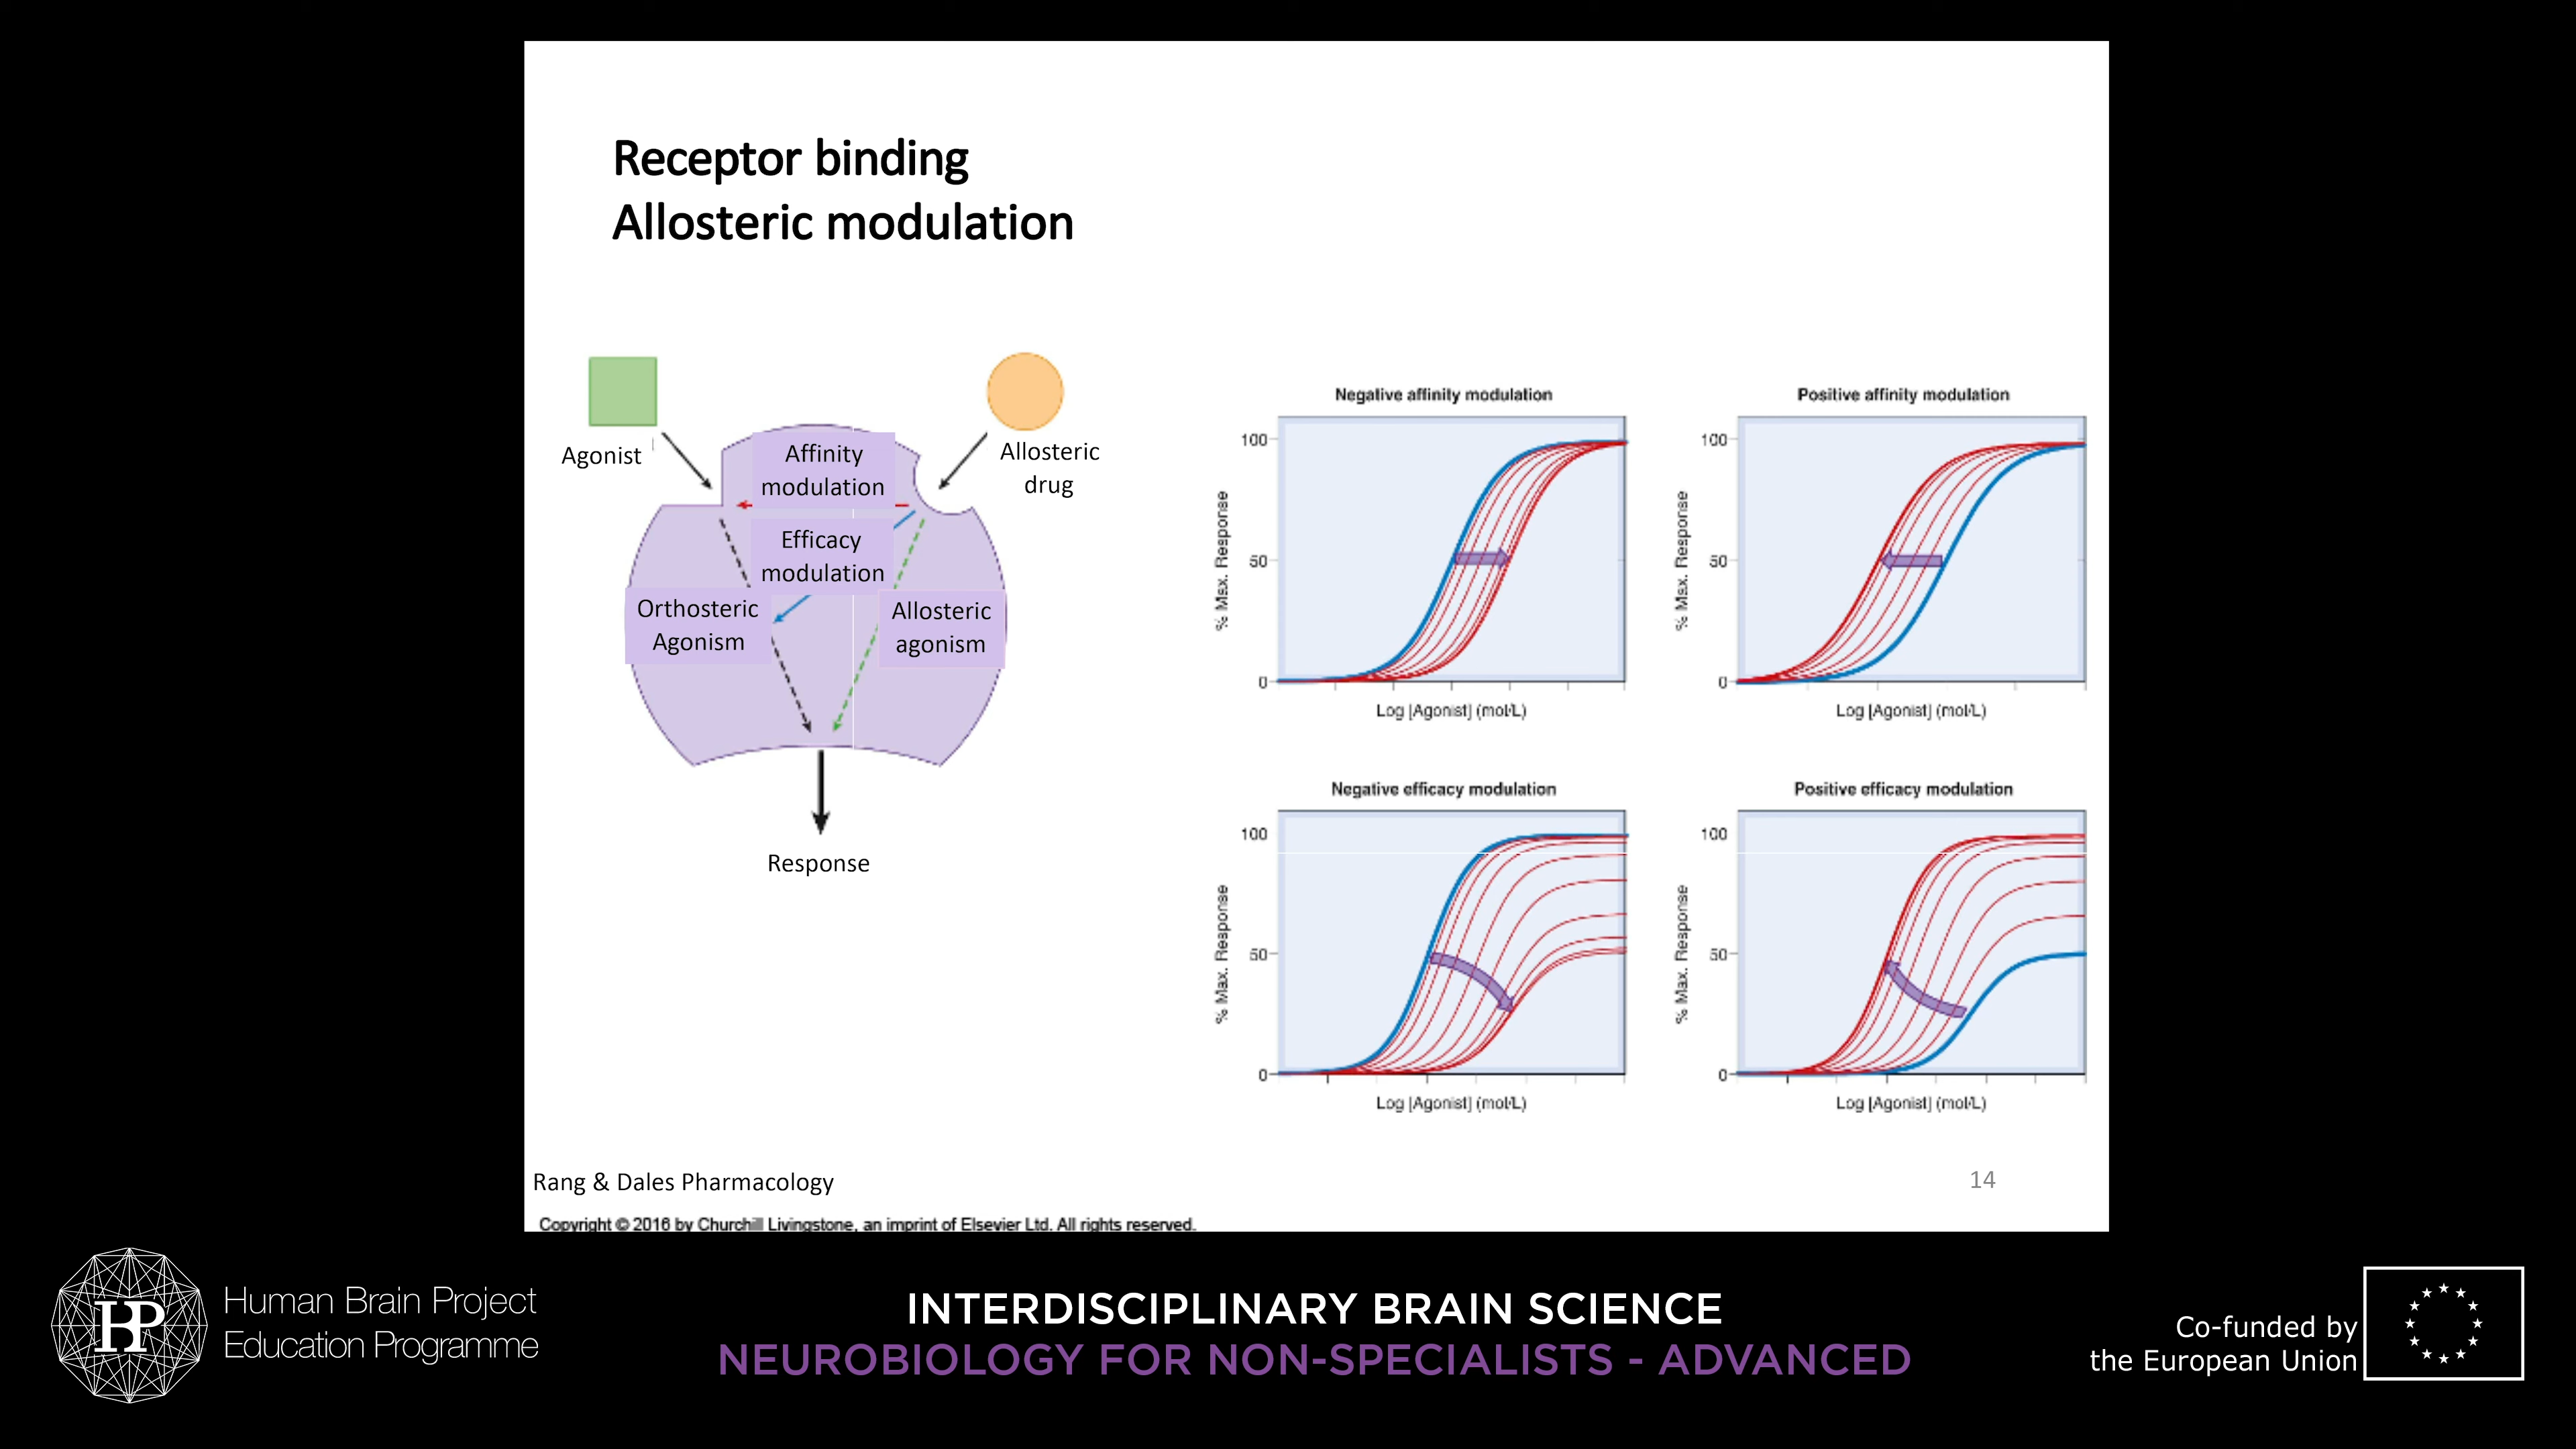 Receptor binding
Allosteric modulation
Agonist
Allosteric
drug
Affinity
modulation
Efficacy
modulation
Orthosteric
Agonism
Allosteric
agonism
Response
Negative affinity modulation
100
50
0
% Max. Response
Log [Agonist] (mol/L)
Positive affinity modulation
100
50
0
% Max. Response
Log [Agonist] (mol/L)
Negative efficacy modulation
100
50
0
% Max. Response
Log [Agonist] (mol/L)
Positive efficacy modulation
100
50
0
% Max. Response
Log [Agonist] (mol/L)
Rang & Dales Pharmacology
14
Copyright © 2016 by Churchill Livingstone, an imprint of Elsevier Ltd. All rights reserved.
HP
Human Brain Project
Education Programme
INTERDISCIPLINARY BRAIN SCIENCE
NEUROBIOLOGY FOR NON-SPECIALISTS - ADVANCED
Co-funded by
the European Union